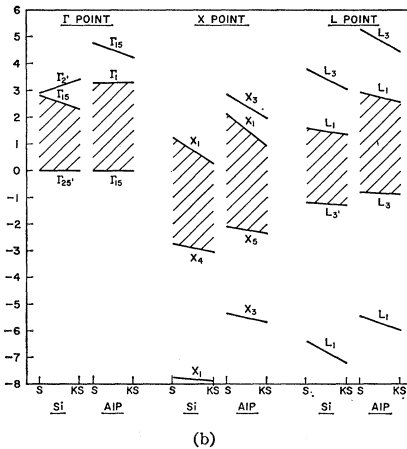 Γ POINT X POINT L POINT
6
5
4
3
2
1
0
-1
-2
-3
-4
-5
-6
-7
-8
Γ2'
Γ15
Γ25'
Γ15
Γ1
Γ15
X1
X4
X1
X3
X1
X5
X3
L3
L1
L3'
L1
L3
L1
L3
L1
S KS S KS S KS S KS S KS S KS
Si AlP Si AlP Si AlP
(b)